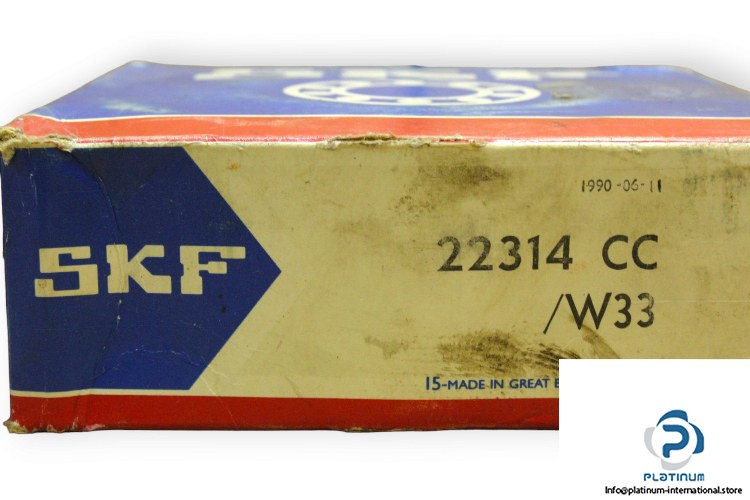 1990-06-11
SKF
22314 CC
/W33
15-MADE IN GREAT
PLATINUM
Info@platinum-international.store